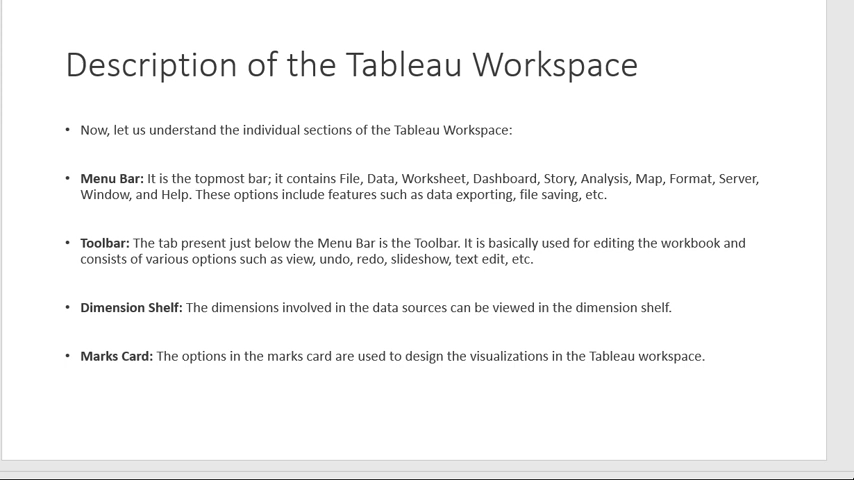 Description of the Tableau Workspace
• Now, let us understand the individual sections of the Tableau Workspace:
• Menu Bar: It is the topmost bar; it contains File, Data, Worksheet, Dashboard, Story, Analysis, Map, Format, Server,
Window, and Help. These options include features such as data exporting, file saving, etc.
• Toolbar: The tab present just below the Menu Bar is the Toolbar. It is basically used for editing the workbook and
consists of various options such as view, undo, redo, slideshow, text edit, etc.
• Dimension Shelf: The dimensions involved in the data sources can be viewed in the dimension shelf.
• Marks Card: The options in the marks card are used to design the visualizations in the Tableau workspace.